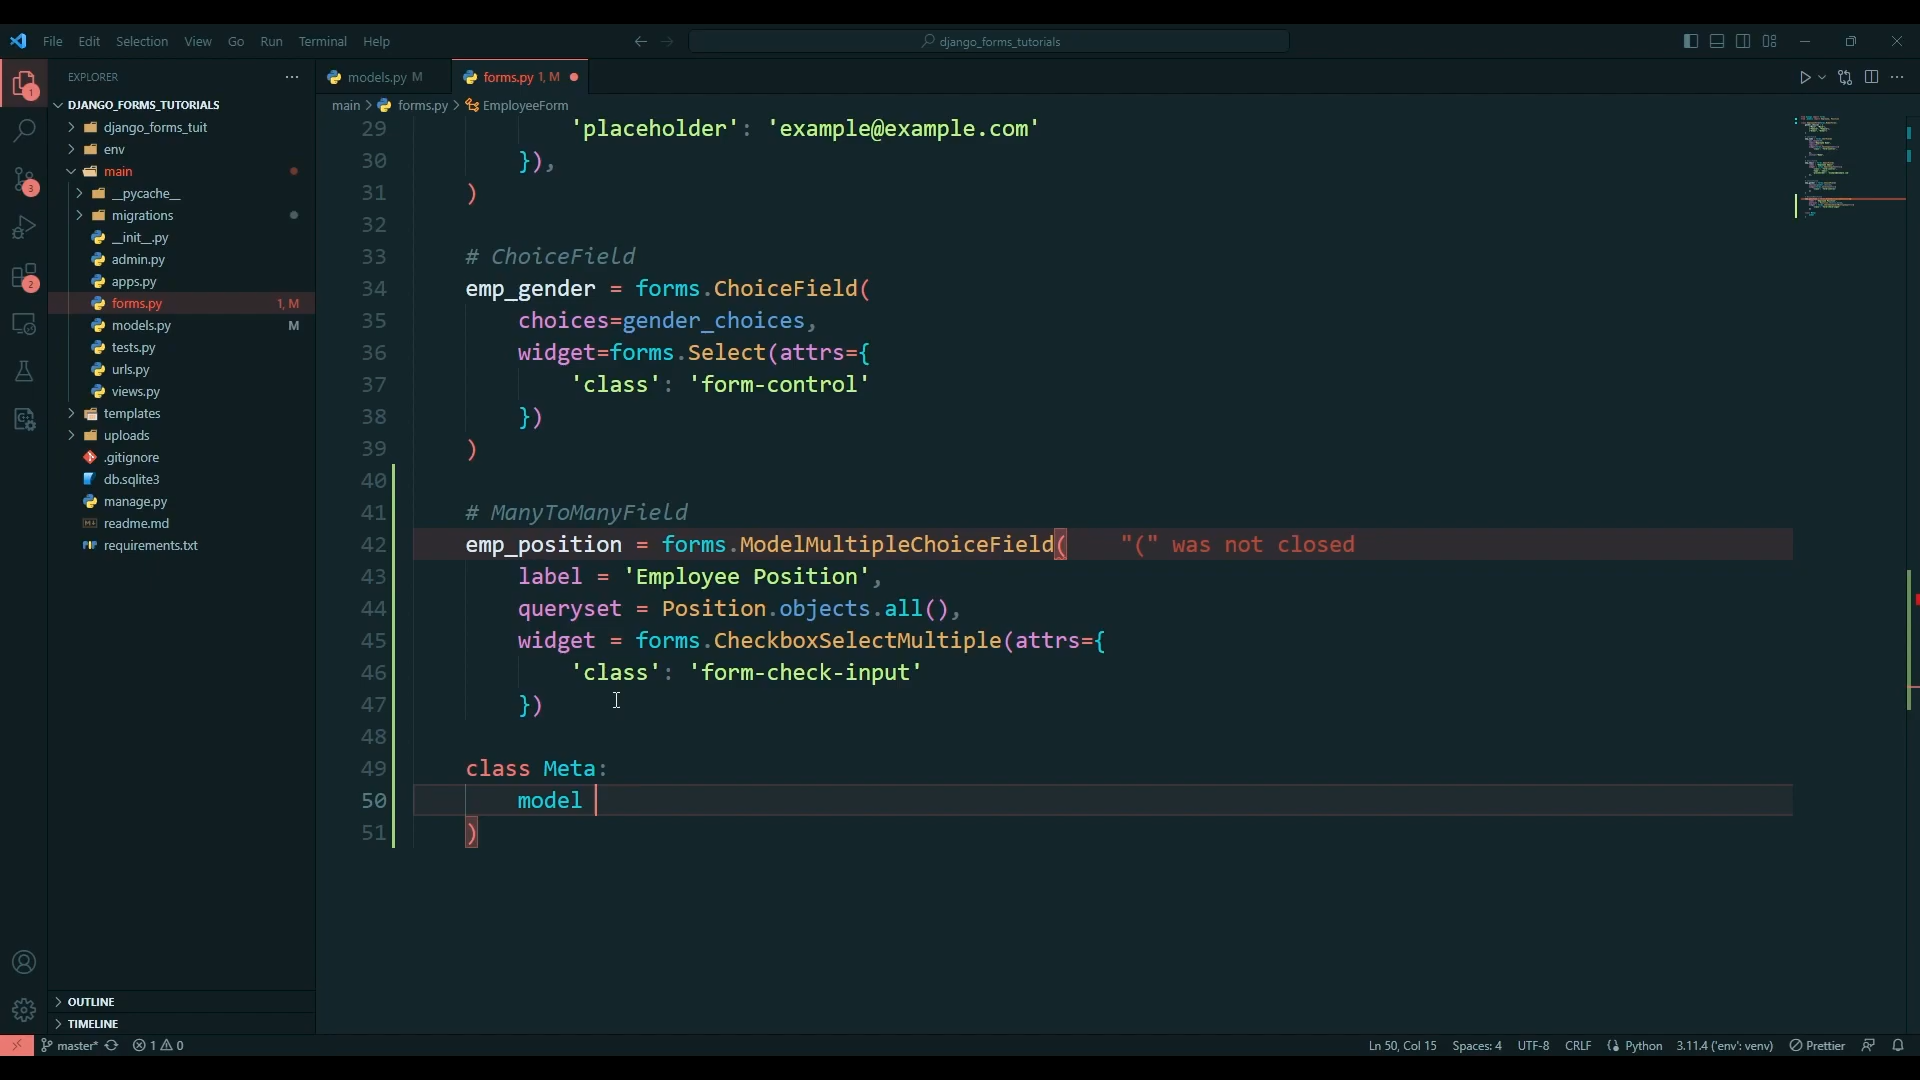 File Edit Selection View Go Run Terminal Help
django_forms_tutorials
EXPLORER
models.py M
forms.py 1, M
main > forms.py > EmployeeForm
DJANGO_FORMS_TUTORIALS
django_forms_tuit
env
main
__pycache__
migrations
__init__.py
admin.py
apps.py
forms.py 1, M
models.py M
tests.py
urls.py
views.py
templates
uploads
.gitignore
db.sqlite3
manage.py
readme.md
requirements.txt
OUTLINE
TIMELINE
29 'placeholder': 'example@example.com'
30 }),
31 )
32
33 # ChoiceField
34 emp_gender = forms.ChoiceField(
35 choices=gender_choices,
36 widget=forms.Select(attrs={
37 'class': 'form-control'
38 })
39 )
40
41 # ManyToManyField
42 emp_position = forms.ModelMultipleChoiceField( "(" was not closed
43 label = 'Employee Position',
44 queryset = Position.objects.all(),
45 widget = forms.CheckboxSelectMultiple(attrs={
46 'class': 'form-check-input'
47 })
48
49 class Meta:
50 model
51 )
1
3
2
master* 1 0
Ln 50, Col 15 Spaces: 4 UTF-8 CRLF Python 3.11.4 ('env': venv) Prettier